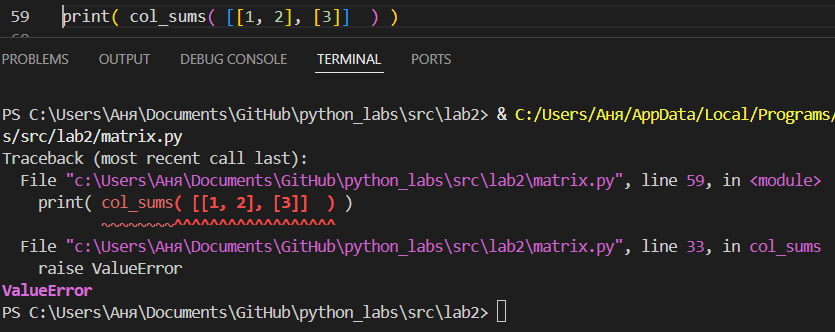 59 print( col_sums( [[1, 2], [3]]  ) )
PROBLEMS OUTPUT DEBUG CONSOLE TERMINAL PORTS
PS C:\Users\Аня\Documents\GitHub\python_labs\src\lab2> & C:/Users/Аня/AppData/Local/Programs/
s/src/lab2/matrix.py
Traceback (most recent call last):
  File "c:\Users\Аня\Documents\GitHub\python_labs\src\lab2\matrix.py", line 59, in <module>
    print( col_sums( [[1, 2], [3]]  ) )
           ~~~~~~~~^^^^^^^^^^^^^^^^^^
  File "c:\Users\Аня\Documents\GitHub\python_labs\src\lab2\matrix.py", line 33, in col_sums
    raise ValueError
ValueError
PS C:\Users\Аня\Documents\GitHub\python_labs\src\lab2>